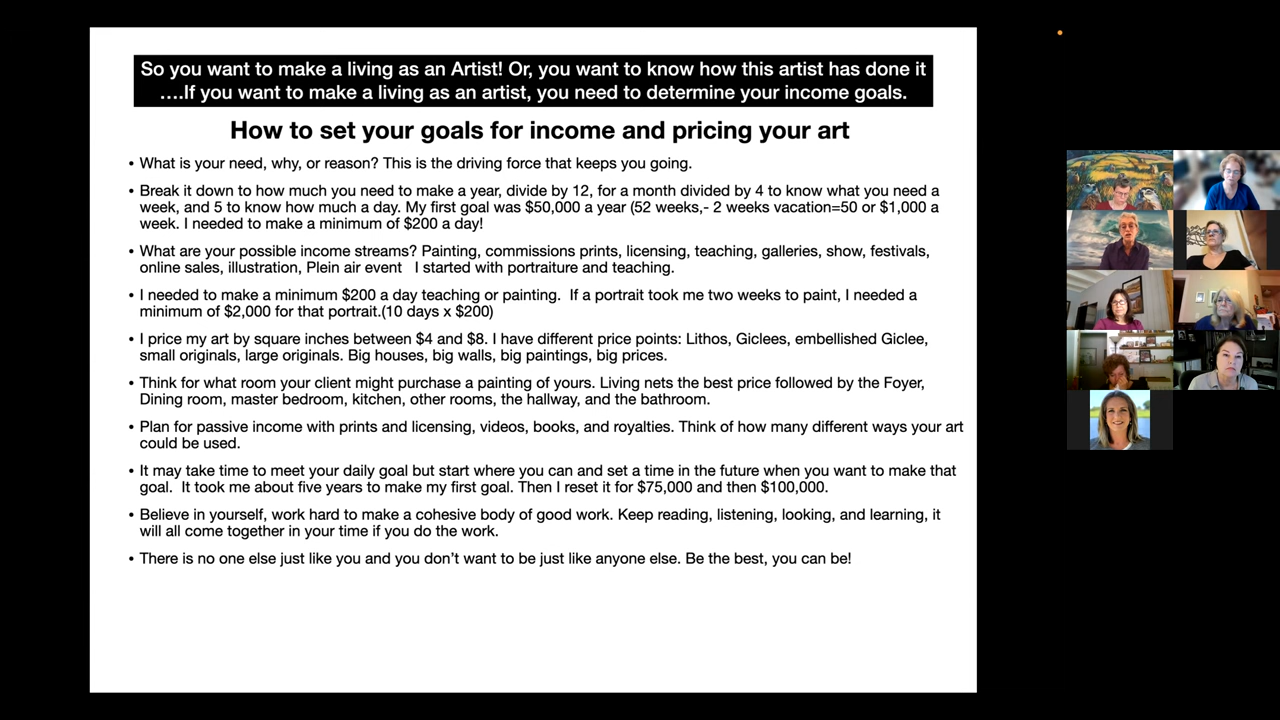 So you want to make a living as an Artist! Or, you want to know how this artist has done it
....If you want to make a living as an artist, you need to determine your income goals.
How to set your goals for income and pricing your art
• What is your need, why, or reason? This is the driving force that keeps you going.
• Break it down to how much you need to make a year, divide by 12, for a month divided by 4 to know what you need a
week, and 5 to know how much a day. My first goal was $50,000 a year (52 weeks,- 2 weeks vacation=50 or $1,000 a
week. I needed to make a minimum of $200 a day!
• What are your possible income streams? Painting, commissions prints, licensing, teaching, galleries, show, festivals,
online sales, illustration, Plein air event   I started with portraiture and teaching.
• I needed to make a minimum $200 a day teaching or painting.  If a portrait took me two weeks to paint, I needed a
minimum of $2,000 for that portrait.(10 days x $200)
• I price my art by square inches between $4 and $8. I have different price points: Lithos, Giclees, embellished Giclee,
small originals, large originals. Big houses, big walls, big paintings, big prices.
• Think for what room your client might purchase a painting of yours. Living nets the best price followed by the Foyer,
Dining room, master bedroom, kitchen, other rooms, the hallway, and the bathroom.
• Plan for passive income with prints and licensing, videos, books, and royalties. Think of how many different ways your art
could be used.
• It may take time to meet your daily goal but start where you can and set a time in the future when you want to make that
goal.  It took me about five years to make my first goal. Then I reset it for $75,000 and then $100,000.
• Believe in yourself, work hard to make a cohesive body of good work. Keep reading, listening, looking, and learning, it
will all come together in your time if you do the work.
• There is no one else just like you and you don't want to be just like anyone else. Be the best, you can be!